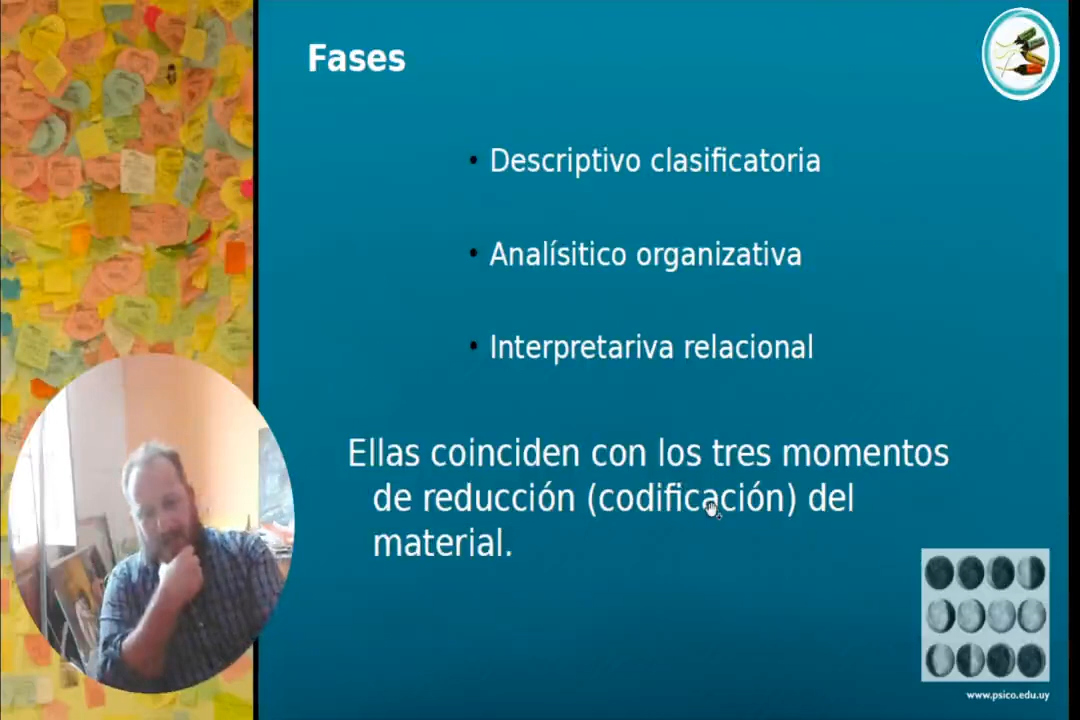 Fases
• Descriptivo clasificatoria
• Analísitico organizativa
• Interpretariva relacional
Ellas coinciden con los tres momentos
de reducción (codificación) del
material.
www.psico.edu.uy